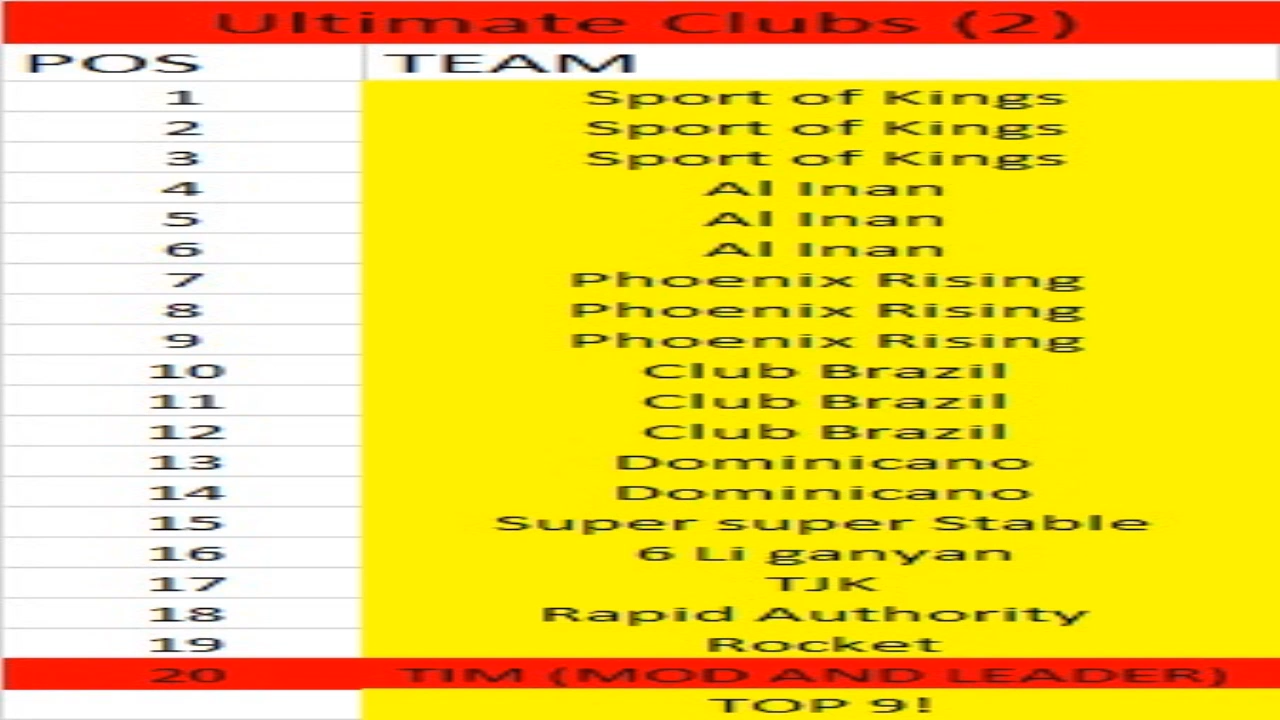 Ultimate Clubs (2)
POS TEAM
1 Sport of Kings
2 Sport of Kings
3 Sport of Kings
4 Al Inan
5 Al Inan
6 Al Inan
7 Phoenix Rising
8 Phoenix Rising
9 Phoenix Rising
10 Club Brazil
11 Club Brazil
12 Club Brazil
13 Dominicano
14 Dominicano
15 Super super Stable
16 6 Li ganyan
17 TJK
18 Rapid Authority
19 Rocket
20 TIM (MOD AND LEADER)
TOP 9!